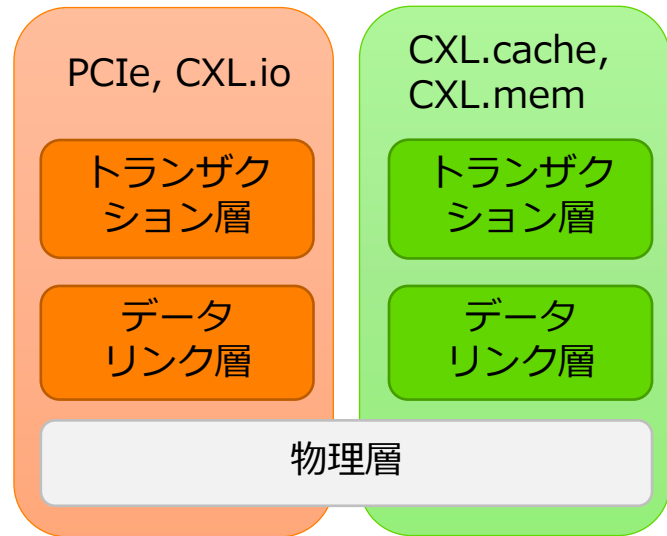 PCIe, CXL.io
トランザク
ション層
データ
リンク層
CXL.cache,
CXL.mem
トランザク
ション層
データ
リンク層
物理層